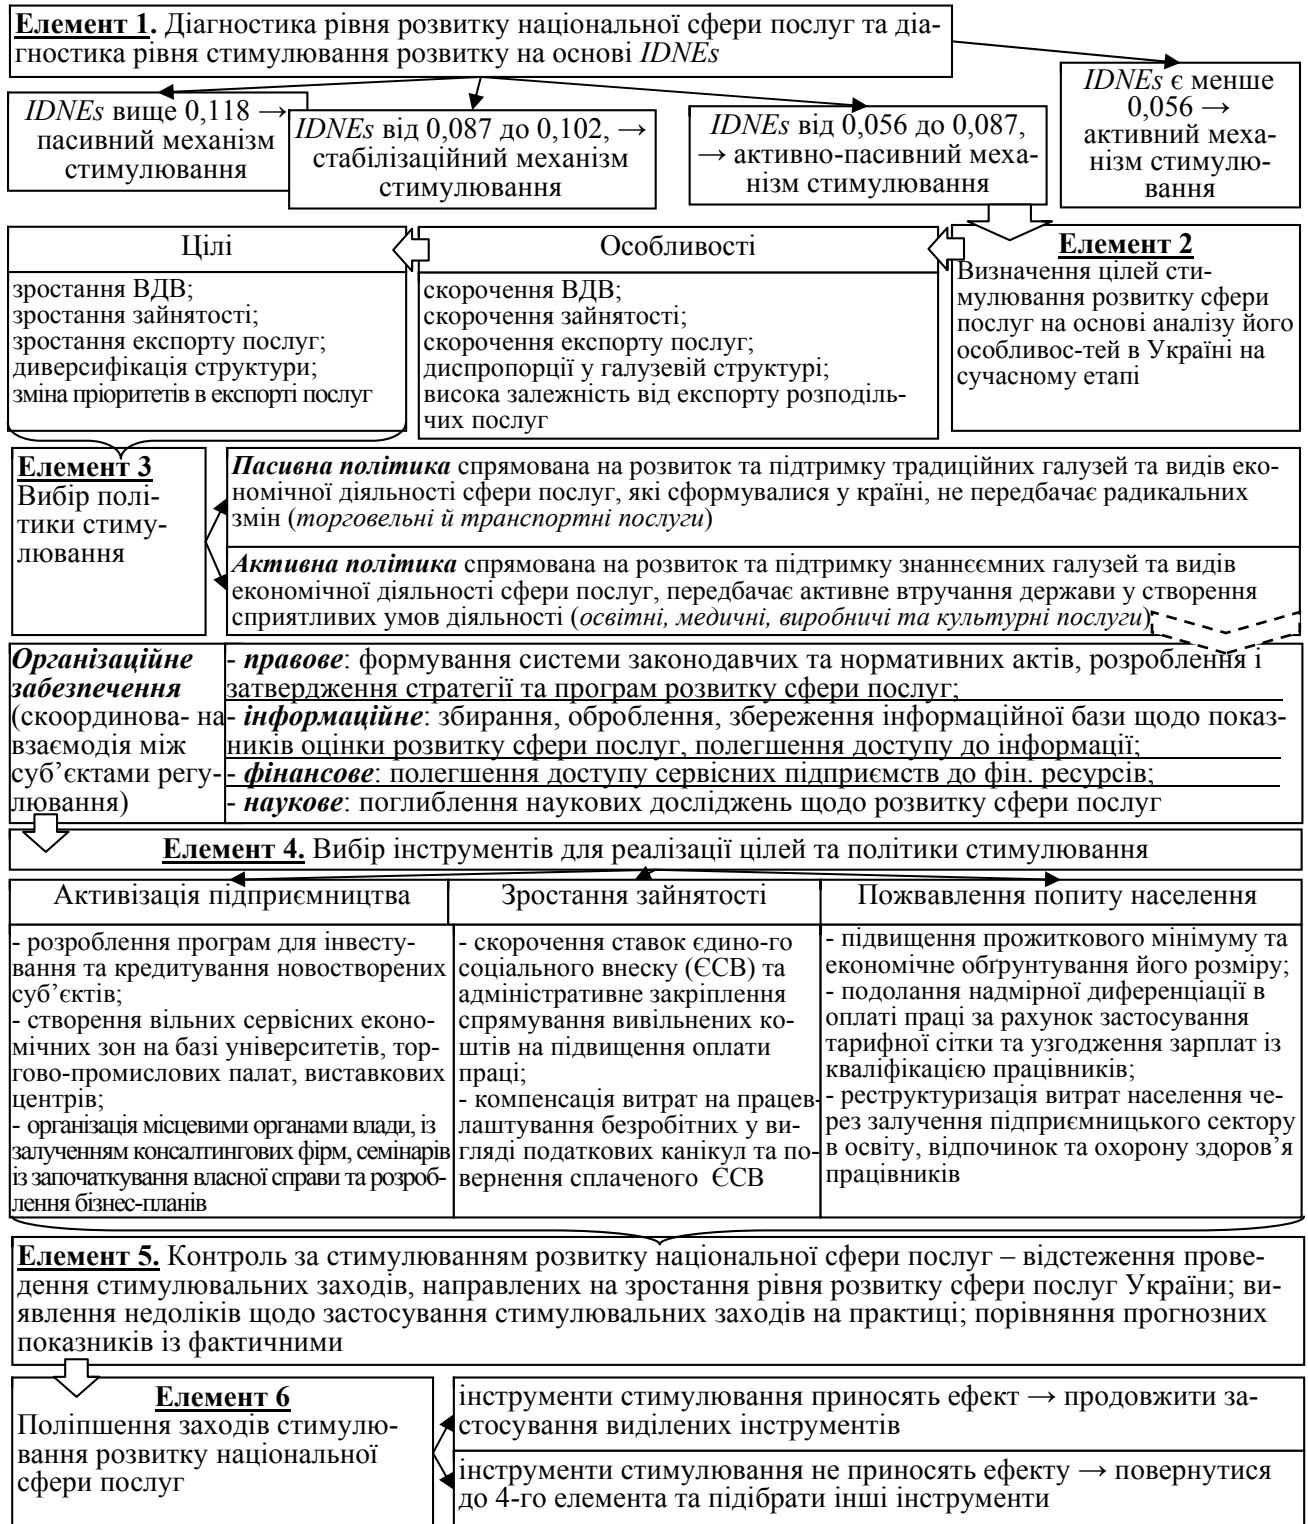 Елемент 1. Діагностика рівня розвитку національної сфери послуг та діа-
гностика рівня стимулювання розвитку на основі IDNEs
IDNEs вище 0,118 →
пасивний механізм
стимулювання
IDNEs від 0,087 до 0,102, →
стабілізаційний механізм
стимулювання
IDNEs від 0,056 до 0,087,
→ активно-пасивний меха-
нізм стимулювання
IDNEs є менше
0,056 →
активний меха-
нізм стимулю-
вання
Цілі
зростання ВДВ;
зростання зайнятості;
зростання експорту послуг;
диверсифікація структури;
зміна пріоритетів в експорті послуг
Особливості
скорочення ВДВ;
скорочення зайнятості;
скорочення експорту послуг;
диспропорції у галузевій структурі;
висока залежність від експорту розподіль-
чих послуг
Елемент 2
Визначення цілей сти-
мулювання розвитку сфери
послуг на основі аналізу його
особливос-тей в Україні на
сучасному етапі
Елемент 3
Вибір полі-
тики стиму-
лювання
Пасивна політика спрямована на розвиток та підтримку традиційних галузей та видів еко-
номічної діяльності сфери послуг, які сформувалися у країні, не передбачає радикальних
змін (торговельні й транспортні послуги)
Активна політика спрямована на розвиток та підтримку знаннєємних галузей та видів
економічної діяльності сфери послуг, передбачає активне втручання держави у створення
сприятливих умов діяльності (освітні, медичні, виробничі та культурні послуги)
Організаційне
забезпечення
(скоординова- на
взаємодія між
суб’єктами регу-
лювання)
- правове: формування системи законодавчих та нормативних актів, розроблення і
затвердження стратегії та програм розвитку сфери послуг;
- інформаційне: збирання, оброблення, збереження інформаційної бази щодо показ-
ників оцінки розвитку сфери послуг, полегшення доступу до інформації;
- фінансове: полегшення доступу сервісних підприємств до фін. ресурсів;
- наукове: поглиблення наукових досліджень щодо розвитку сфери послуг
Елемент 4. Вибір інструментів для реалізації цілей та політики стимулювання
Активізація підприємництва
- розроблення програм для інвесту-
вання та кредитування новостворених
суб’єктів;
- створення вільних сервісних еконо-
мічних зон на базі університетів, тор-
гово-промислових палат, виставкових
центрів;
- організація місцевими органами влади, із
залученням консалтингових фірм, семінарів
із започаткування власної справи та розроб-
лення бізнес-планів
Зростання зайнятості
- скорочення ставок єдино-го
соціального внеску (ЄСВ) та
адміністративне закріплення
спрямування вивільнених ко-
штів на підвищення оплати
праці;
- компенсація витрат на працев-
лаштування безробітних у ви-
гляді податкових канікул та по-
вернення сплаченого ЄСВ
Пожвавлення попиту населення
- підвищення прожиткового мінімуму та
економічне обґрунтування його розміру;
- подолання надмірної диференціації в
оплаті праці за рахунок застосування
тарифної сітки та узгодження зарплат із
кваліфікацією працівників;
- реструктуризація витрат населення че-
рез залучення підприємницького сектору
в освіту, відпочинок та охорону здоров’я
працівників
Елемент 5. Контроль за стимулюванням розвитку національної сфери послуг – відстеження прове-
дення стимулювальних заходів, направлених на зростання рівня розвитку сфери послуг України; ви-
явлення недоліків щодо застосування стимулювальних заходів на практиці; порівняння прогнозних
показників із фактичними
Елемент 6
Поліпшення заходів стимулю-
вання розвитку національної
сфери послуг
інструменти стимулювання приносять ефект → продовжити за-
стосування виділених інструментів
інструменти стимулювання не приносять ефекту → повернутися
до 4-го елемента та підібрати інші інструменти